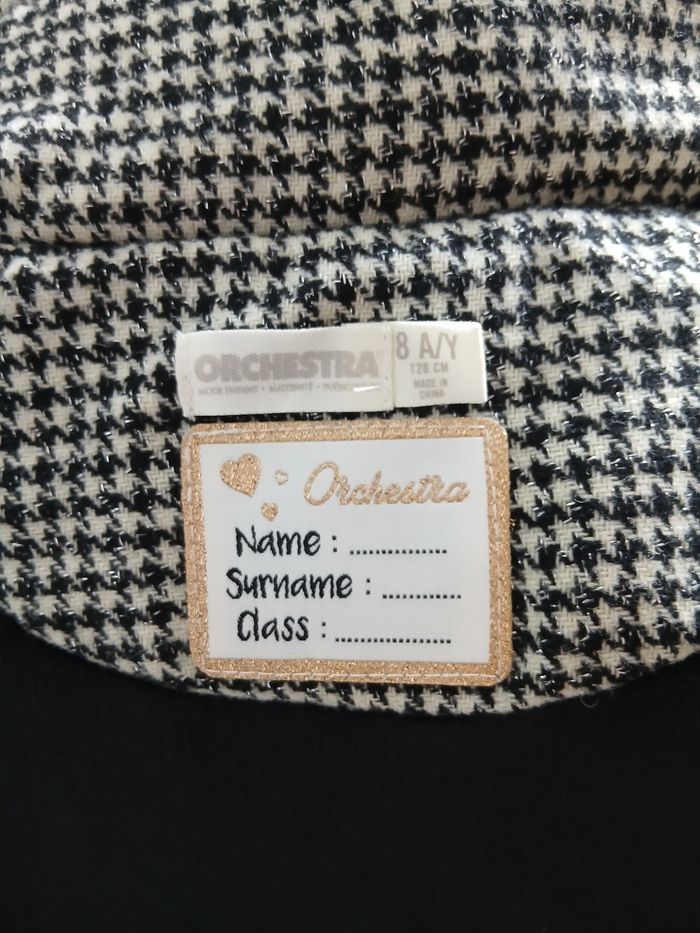 ORCHESTRA
8 A/Y
128 CM
MADE IN
CHINA
Orchestra
Name : ..............
Surname : ...........
Class : .................